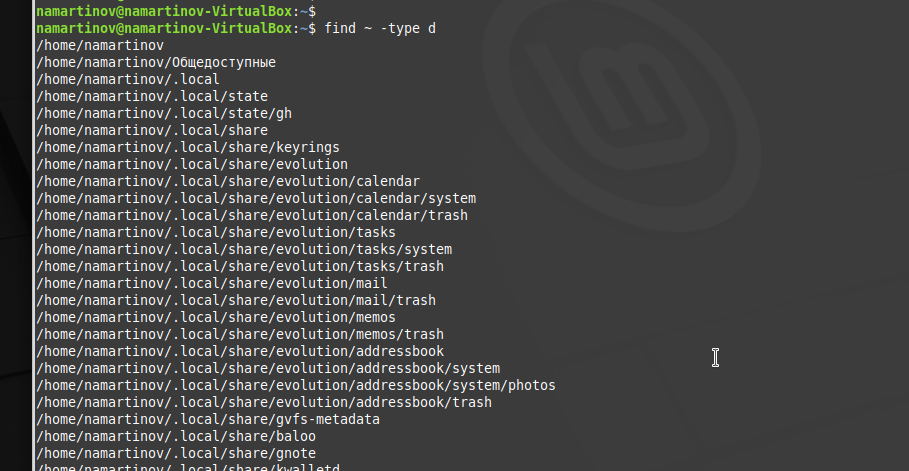 namartinov@namartinov-VirtualBox:~$
namartinov@namartinov-VirtualBox:~$ find ~ -type d
/home/namartinov
/home/namartinov/Общедоступные
/home/namartinov/.local
/home/namartinov/.local/state
/home/namartinov/.local/state/gh
/home/namartinov/.local/share
/home/namartinov/.local/share/keyrings
/home/namartinov/.local/share/evolution
/home/namartinov/.local/share/evolution/calendar
/home/namartinov/.local/share/evolution/calendar/system
/home/namartinov/.local/share/evolution/calendar/trash
/home/namartinov/.local/share/evolution/tasks
/home/namartinov/.local/share/evolution/tasks/system
/home/namartinov/.local/share/evolution/tasks/trash
/home/namartinov/.local/share/evolution/mail
/home/namartinov/.local/share/evolution/mail/trash
/home/namartinov/.local/share/evolution/memos
/home/namartinov/.local/share/evolution/memos/trash
/home/namartinov/.local/share/evolution/addressbook
/home/namartinov/.local/share/evolution/addressbook/system
/home/namartinov/.local/share/evolution/addressbook/system/photos
/home/namartinov/.local/share/evolution/addressbook/trash
/home/namartinov/.local/share/gvfs-metadata
/home/namartinov/.local/share/baloo
/home/namartinov/.local/share/gnote
/home/namartinov/.local/share/kwalletd